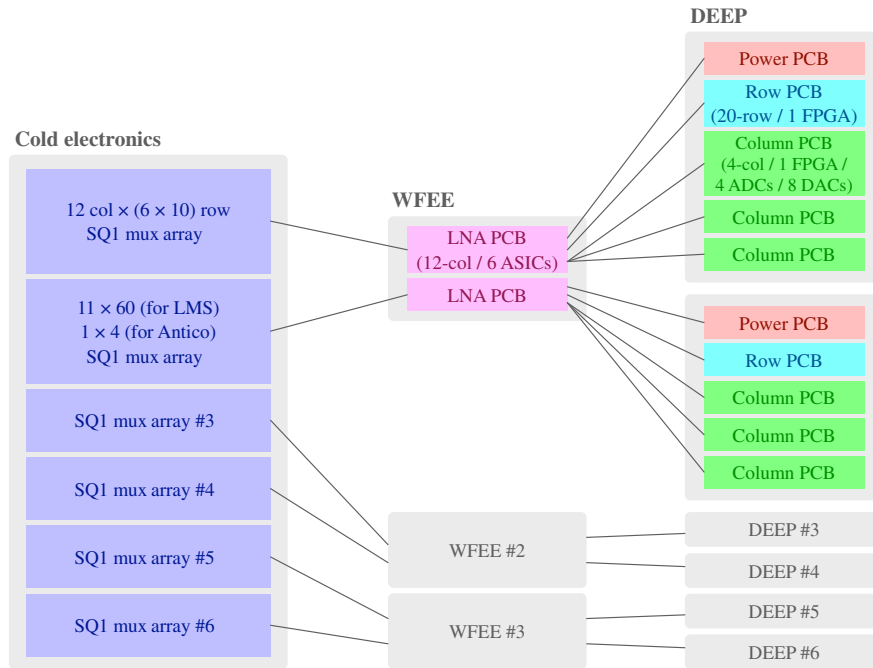 Cold electronics
12 col × (6 × 10) row
SQ1 mux array
11 × 60 (for LMS)
1 × 4 (for Antico)
SQ1 mux array
SQ1 mux array #3
SQ1 mux array #4
SQ1 mux array #5
SQ1 mux array #6
WFEE
LNA PCB
(12-col / 6 ASICs)
LNA PCB
WFEE #2
WFEE #3
DEEP
Power PCB
Row PCB
(20-row / 1 FPGA)
Column PCB
(4-col / 1 FPGA /
4 ADCs / 8 DACs)
Column PCB
Column PCB
Power PCB
Row PCB
Column PCB
Column PCB
Column PCB
DEEP #3
DEEP #4
DEEP #5
DEEP #6